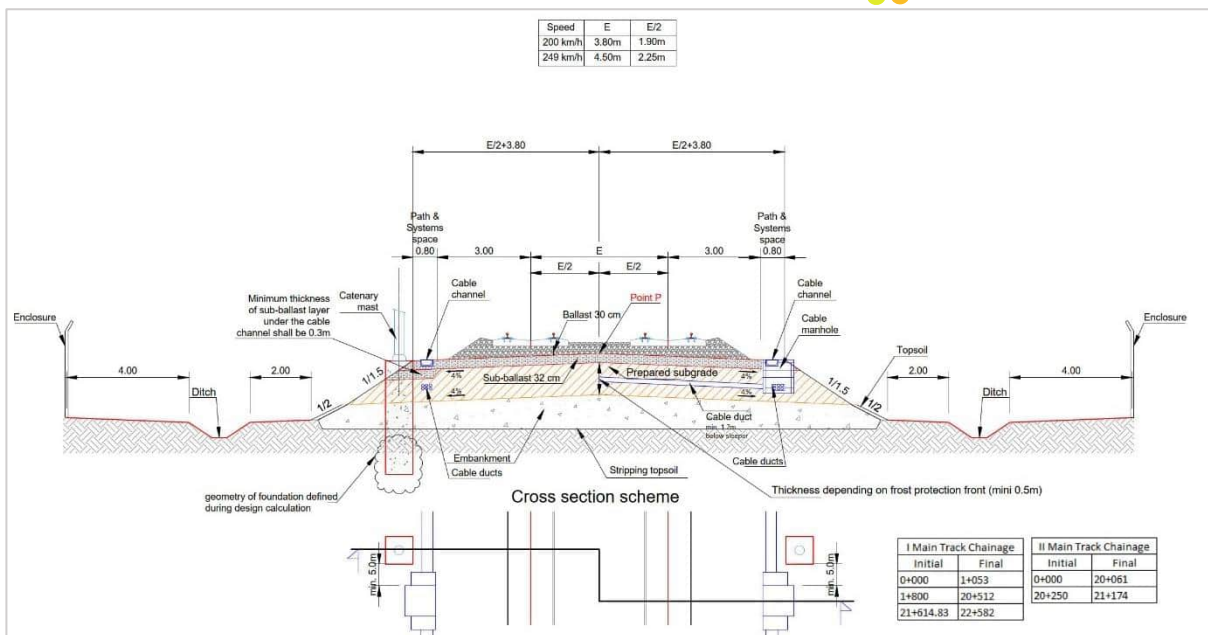 Speed E E/2
200 km/h 3.80m 1.90m
249 km/h 4.50m 2.25m
E/2+3.80 E/2+3.80
Path &
Systems
space
0.80
3.00
E
3.00
Path &
Systems
space
0.80
E/2 E/2
Minimum thickness
of sub-ballast layer
under the cable
channel shall be 0.3m
Catenary
mast
Cable
channel
Ballast 30 cm
Point P
Cable
channel
Cable
manhole
Enclosure
Enclosure
Topsoil
4.00
2.00
2.00
4.00
Ditch
Ditch
1/1.5
1/2
1/1.5
1/2
4%
4%
4%
4%
Sub-ballast 32 cm
Prepared subgrade
Cable duct
min. 1.7m
below sleeper
Embankment
Cable ducts
Stripping topsoil
Cable ducts
geometry of foundation defined
during design calculation
Cross section scheme
Thickness depending on frost protection front (mini 0.5m)
min. 5.0m
min. 5.0m
I Main Track Chainage
Initial Final
0+000 1+053
1+800 20+512
21+614.83 22+582
II Main Track Chainage
Initial Final
0+000 20+061
20+250 21+174